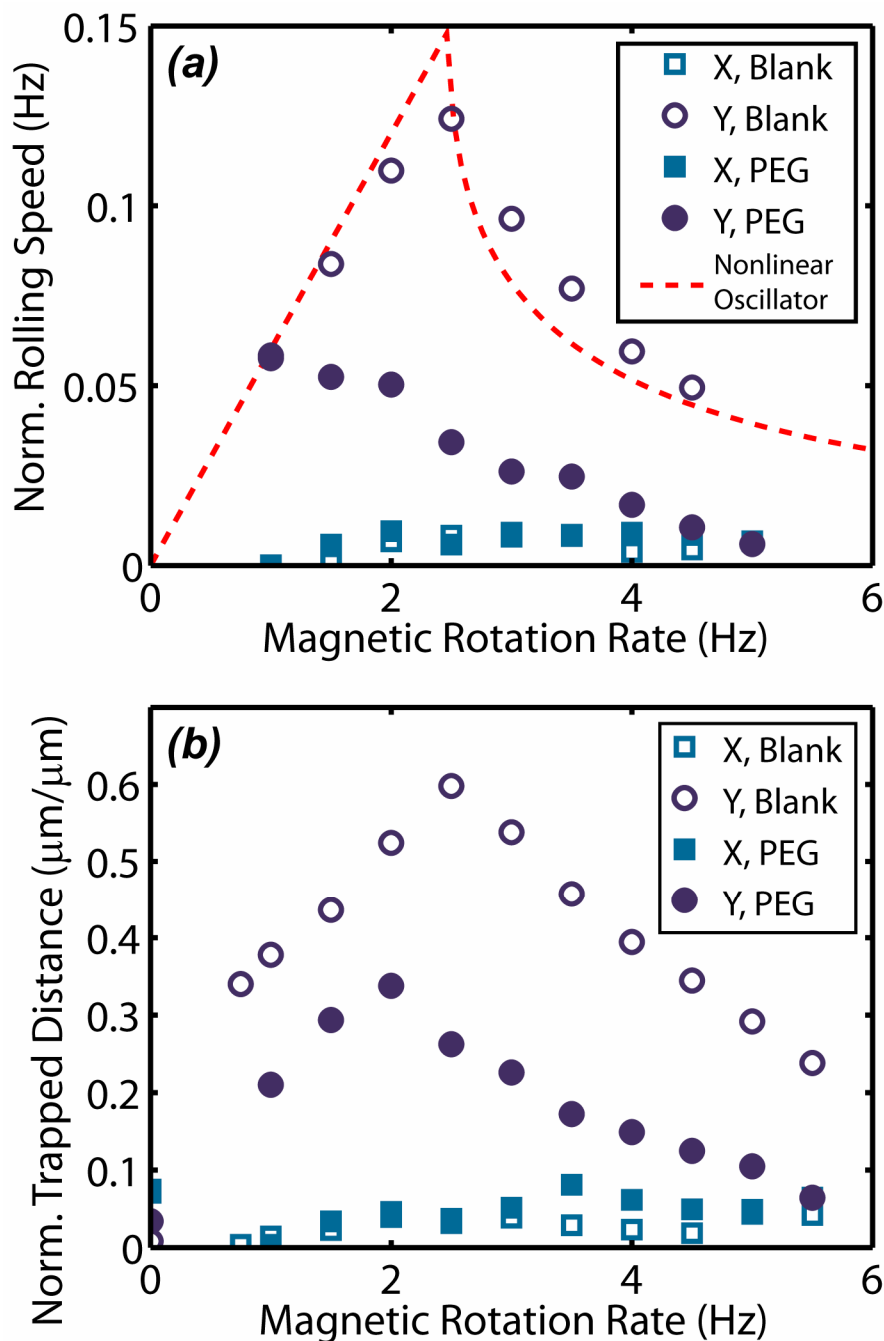 (a)
0.15
0.1
0.05
0
Norm. Rolling Speed (Hz)
X, Blank
Y, Blank
X, PEG
Y, PEG
Nonlinear
Oscillator
0 2 4 6
Magnetic Rotation Rate (Hz)
(b)
0.6
0.5
0.4
0.3
0.2
0.1
0
Norm. Trapped Distance (μm/μm)
X, Blank
Y, Blank
X, PEG
Y, PEG
0 2 4 6
Magnetic Rotation Rate (Hz)